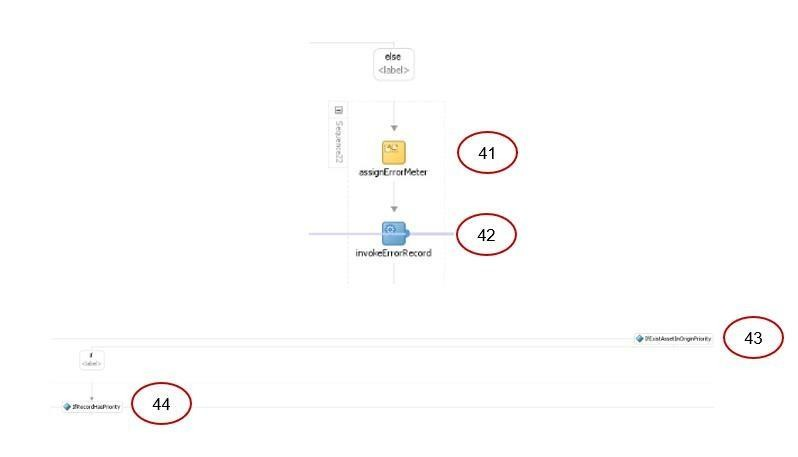 else
<label>
Sequence22
assignErrorMeter
41
invokeErrorRecord
42
IfExistAssetInOriginPriority
43
if
<label>
IfRecordHasPriority
44